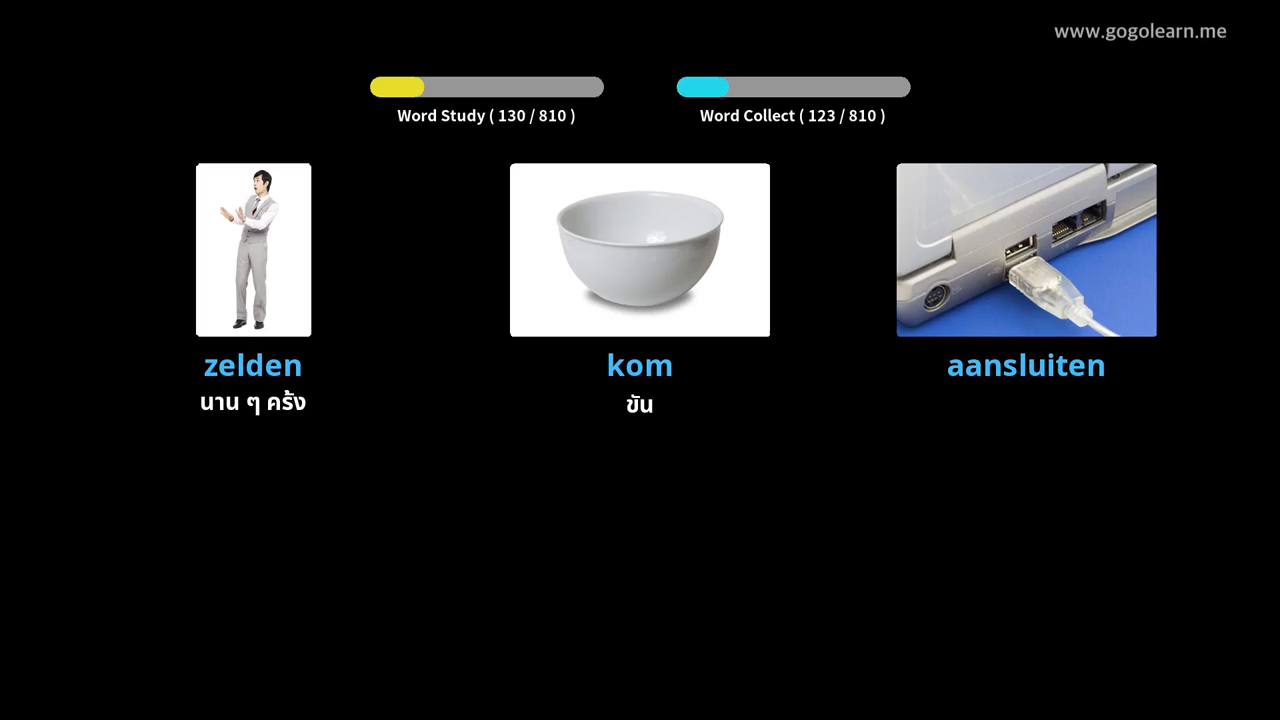 www.gogolearn.me
Word Study ( 130 / 810 )
Word Collect ( 123 / 810 )
zelden
นาน ๆ ครั้ง
kom
ขัน
aansluiten